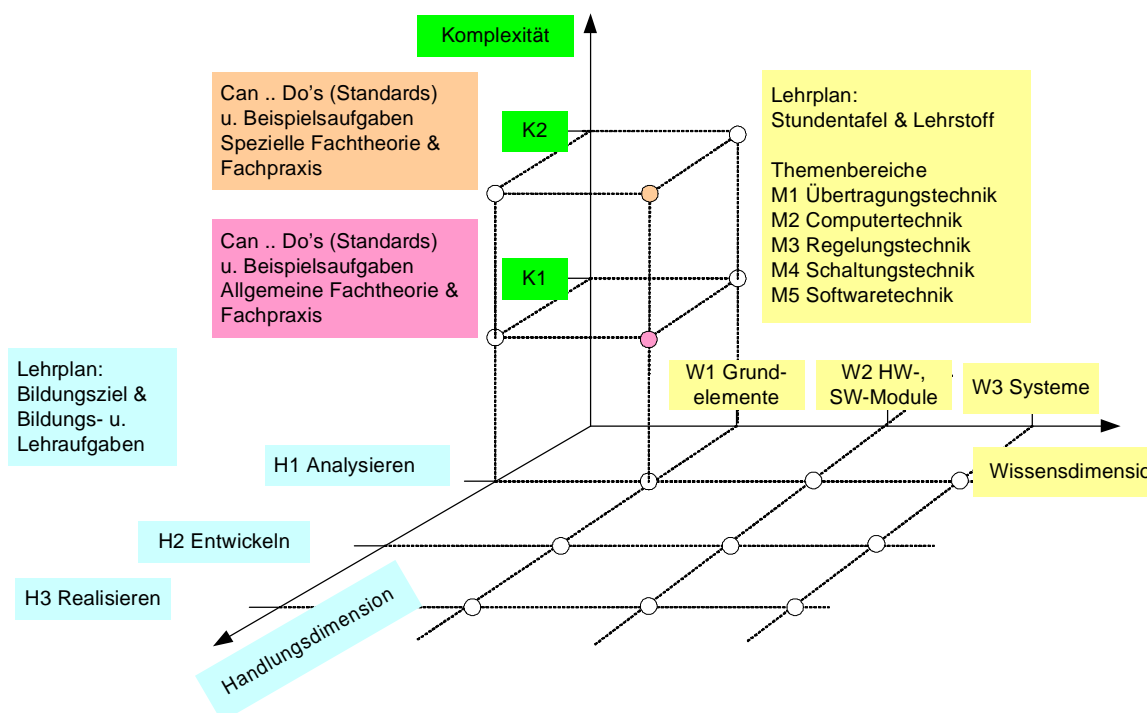 Komplexität
Can .. Do's (Standards)
u. Beispielsaufgaben
Spezielle Fachtheorie &
Fachpraxis
K2
Lehrplan:
Stundentafel & Lehrstoff
Themenbereiche
M1 Übertragungstechnik
M2 Computertechnik
M3 Regelungstechnik
M4 Schaltungstechnik
M5 Softwaretechnik
Can .. Do's (Standards)
u. Beispielsaufgaben
Allgemeine Fachtheorie &
Fachpraxis
K1
Lehrplan:
Bildungsziel &
Bildungs- u.
Lehraufgaben
W1 Grund-
elemente
W2 HW-,
SW-Module
W3 Systeme
H1 Analysieren
Wissensdimensio
H2 Entwickeln
H3 Realisieren
Handlungsdimension